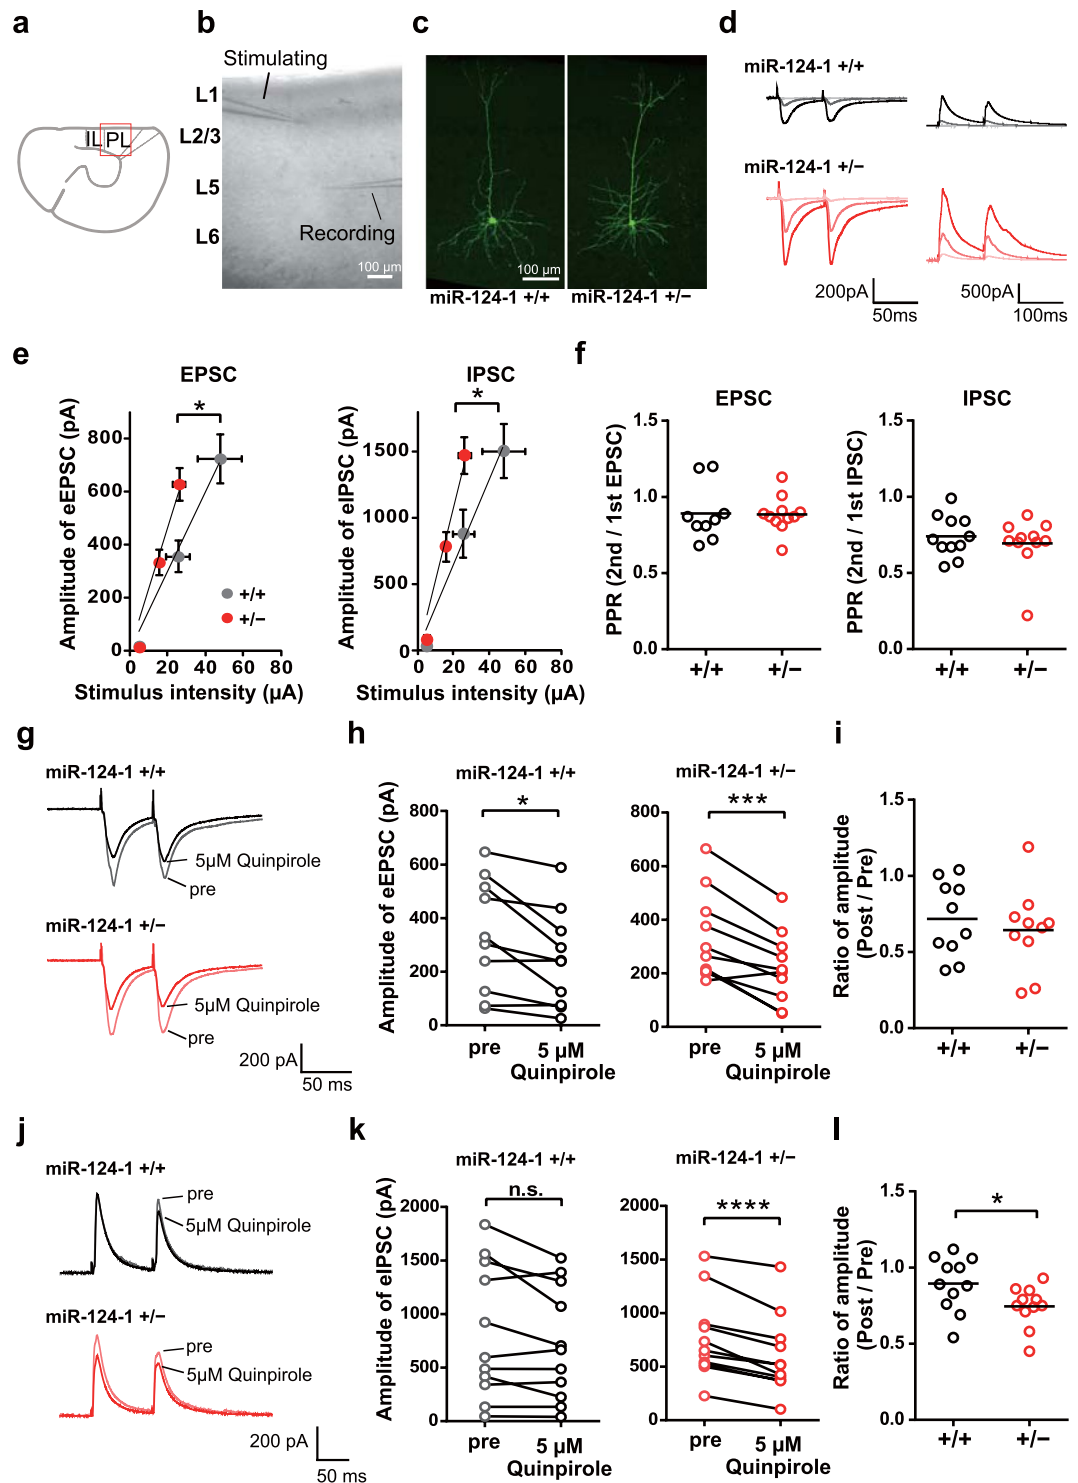 a
IL PL
b
Stimulating
L1
L2/3
L5
L6
Recording
100 µm
c
100 µm
miR-124-1 +/+
miR-124-1 +/−
d
miR-124-1 +/+
miR-124-1 +/−
200pA
50ms
500pA
100ms
e
EPSC
*
Amplitude of eEPSC (pA)
800
600
400
200
0
+/+
+/−
0 20 40 60 80
Stimulus intensity (µA)
IPSC
*
Amplitude of eIPSC (pA)
1500
1000
500
0
0 20 40 60 80
f
EPSC
PPR (2nd / 1st EPSC)
1.5
1.0
0.5
0.0
+/+ +/−
IPSC
PPR (2nd / 1st IPSC)
1.5
1.0
0.5
0.0
+/+ +/−
g
miR-124-1 +/+
5µM Quinpirole
pre
miR-124-1 +/−
5µM Quinpirole
pre
200 pA
50 ms
h
miR-124-1 +/+
*
Amplitude of eEPSC (pA)
800
600
400
200
0
pre
5 µM
Quinpirole
miR-124-1 +/−
***
800
600
400
200
0
pre
5 µM
Quinpirole
i
Ratio of amplitude
(Post / Pre)
1.5
1.0
0.5
0.0
+/+ +/−
j
miR-124-1 +/+
pre
5µM Quinpirole
miR-124-1 +/−
pre
5µM Quinpirole
200 pA
50 ms
k
miR-124-1 +/+
n.s.
Amplitude of eIPSC (pA)
2000
1500
1000
500
0
pre
5 µM
Quinpirole
miR-124-1 +/−
****
2000
1500
1000
500
0
pre
5 µM
Quinpirole
l
*
Ratio of amplitude
(Post / Pre)
1.5
1.0
0.5
0.0
+/+ +/−